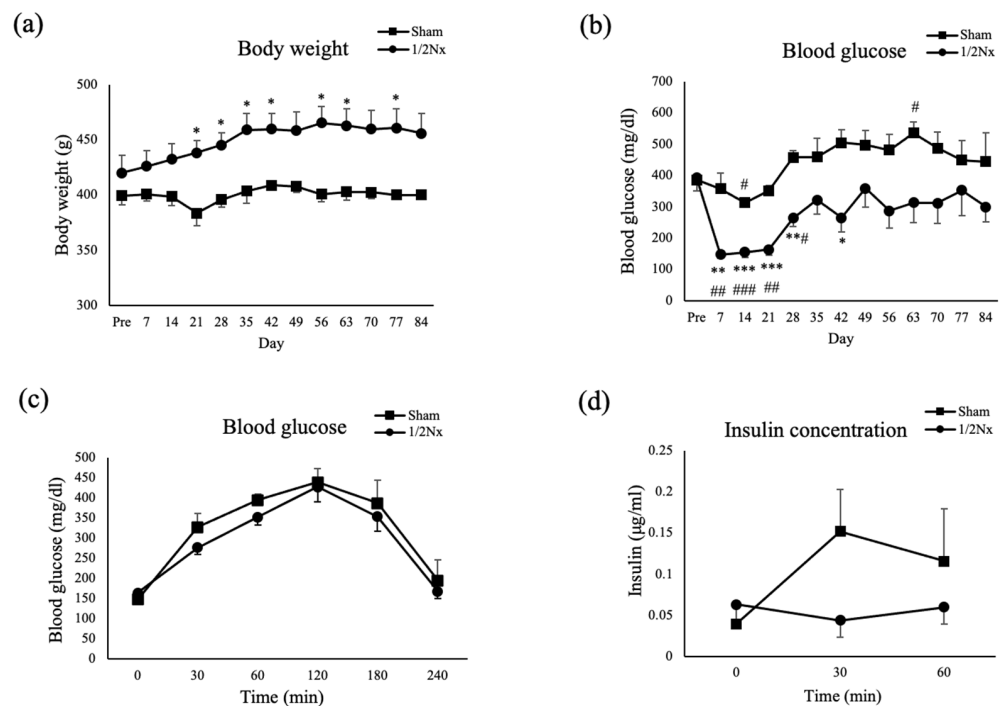 (a)
Body weight
Sham
1/2Nx
Body weight (g)
500
450
400
350
300
* * * * * * *
Pre 7 14 21 28 35 42 49 56 63 70 77 84
Day
(b)
Blood glucose
Sham
1/2Nx
Blood glucose (mg/dl)
700
600
500
400
300
200
100
0
#
#
**#
*
** *** ***
## ### ##
Pre 7 14 21 28 35 42 49 56 63 70 77 84
Day
(c)
Blood glucose
Sham
1/2Nx
Blood glucose (mg/dl)
500
450
400
350
300
250
200
150
100
50
0
0 30 60 120 180 240
Time (min)
(d)
Insulin concentration
Sham
1/2Nx
Insulin (μg/ml)
0.25
0.2
0.15
0.1
0.05
0
0 30 60
Time (min)